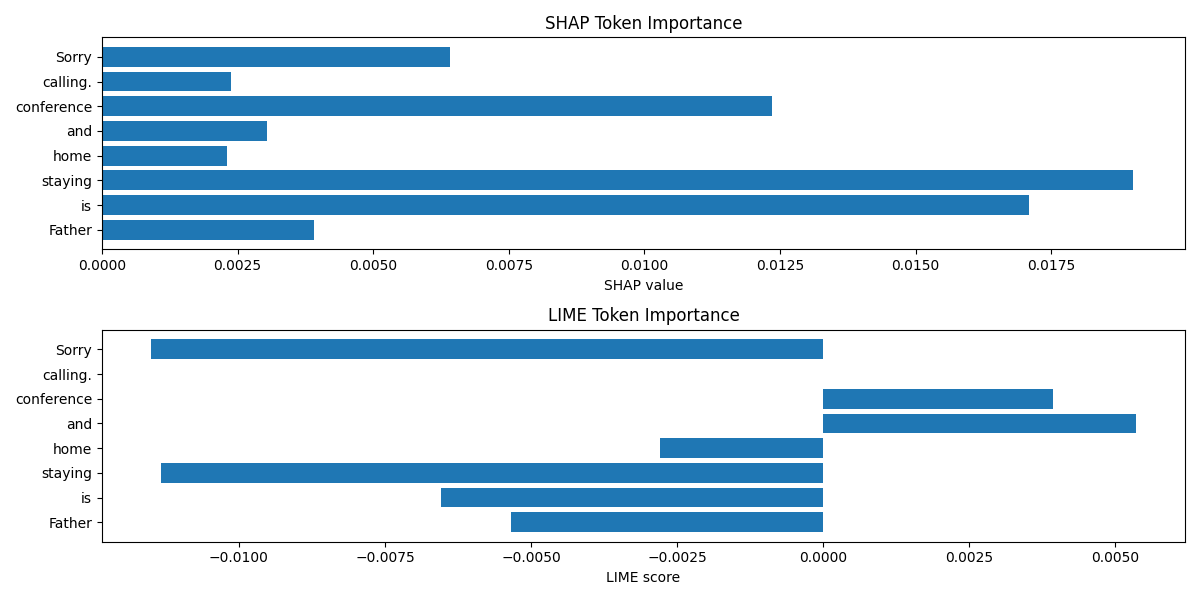 SHAP Token Importance
Sorry
calling.
conference
and
home
staying
is
Father
0.0000 0.0025 0.0050 0.0075 0.0100 0.0125 0.0150 0.0175
SHAP value
LIME Token Importance
Sorry
calling.
conference
and
home
staying
is
Father
−0.0100 −0.0075 −0.0050 −0.0025 0.0000 0.0025 0.0050
LIME score